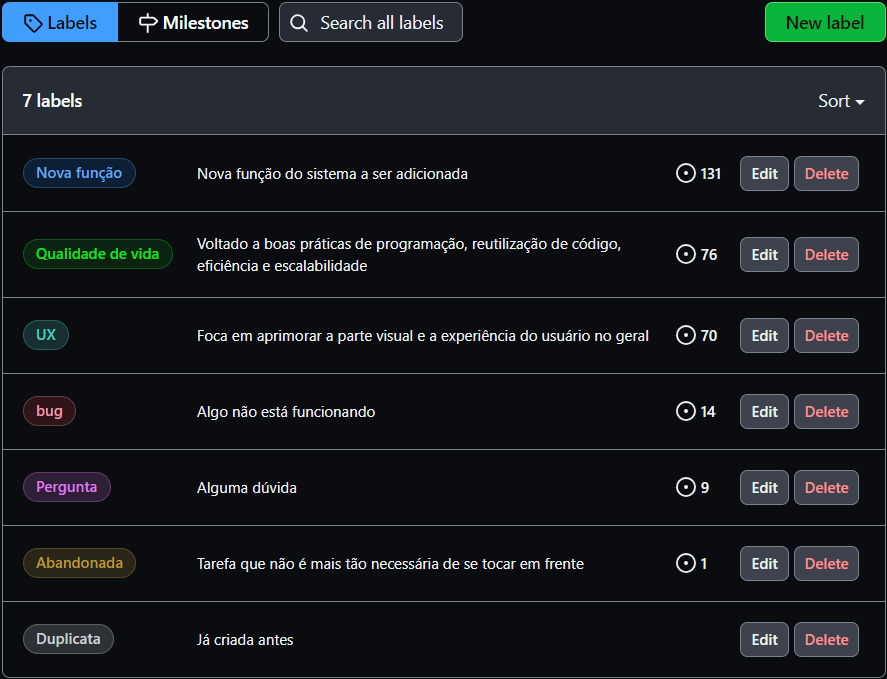 Labels Milestones Search all labels New label
7 labels Sort
Nova função Nova função do sistema a ser adicionada 131 Edit Delete
Qualidade de vida Voltado a boas práticas de programação, reutilização de código,
eficiência e escalabilidade 76 Edit Delete
UX Foca em aprimorar a parte visual e a experiência do usuário no geral 70 Edit Delete
bug Algo não está funcionando 14 Edit Delete
Pergunta Alguma dúvida 9 Edit Delete
Abandonada Tarefa que não é mais tão necessária de se tocar em frente 1 Edit Delete
Duplicata Já criada antes Edit Delete